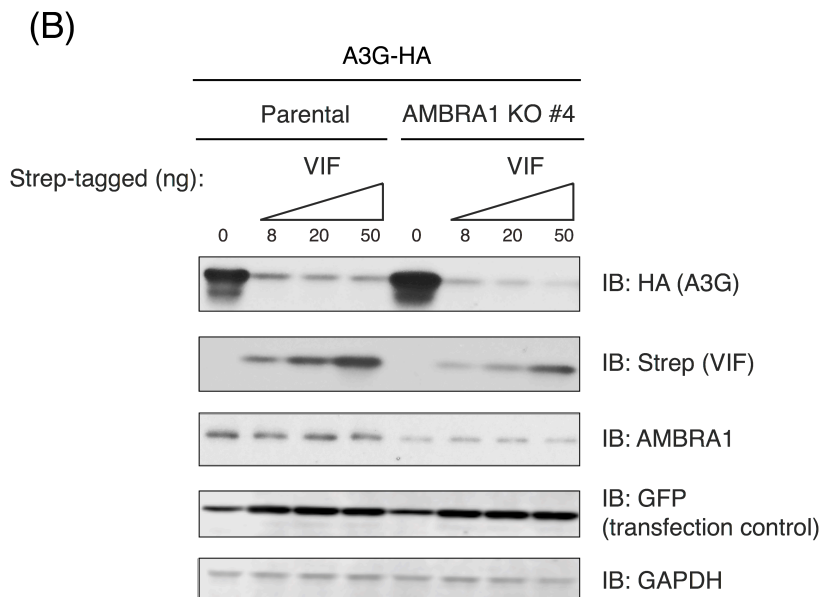 (B)
A3G-HA
Parental AMBRA1 KO #4
VIF VIF
Strep-tagged (ng):
0 8 20 50 0 8 20 50
IB: HA (A3G)
IB: Strep (VIF)
IB: AMBRA1
IB: GFP
(transfection control)
IB: GAPDH